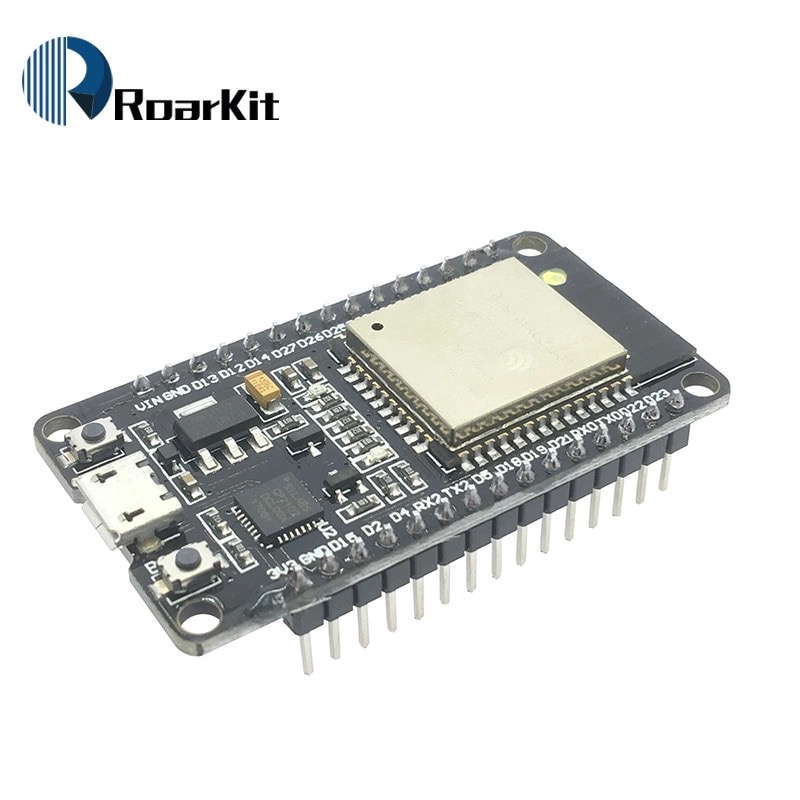 RoarKit
VIN GND D13 D12 D14 D27 D26 D25
3V3 GND D15 D2 D4 RX2 TX2 D5 D18 D19 D21 RX0 TX0 D22 D23